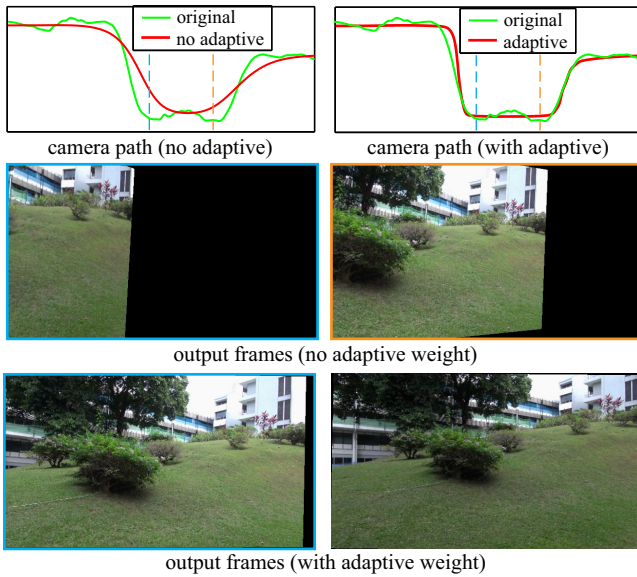 original
no adaptive
original
adaptive
camera path (no adaptive)
camera path (with adaptive)
output frames (no adaptive weight)
output frames (with adaptive weight)